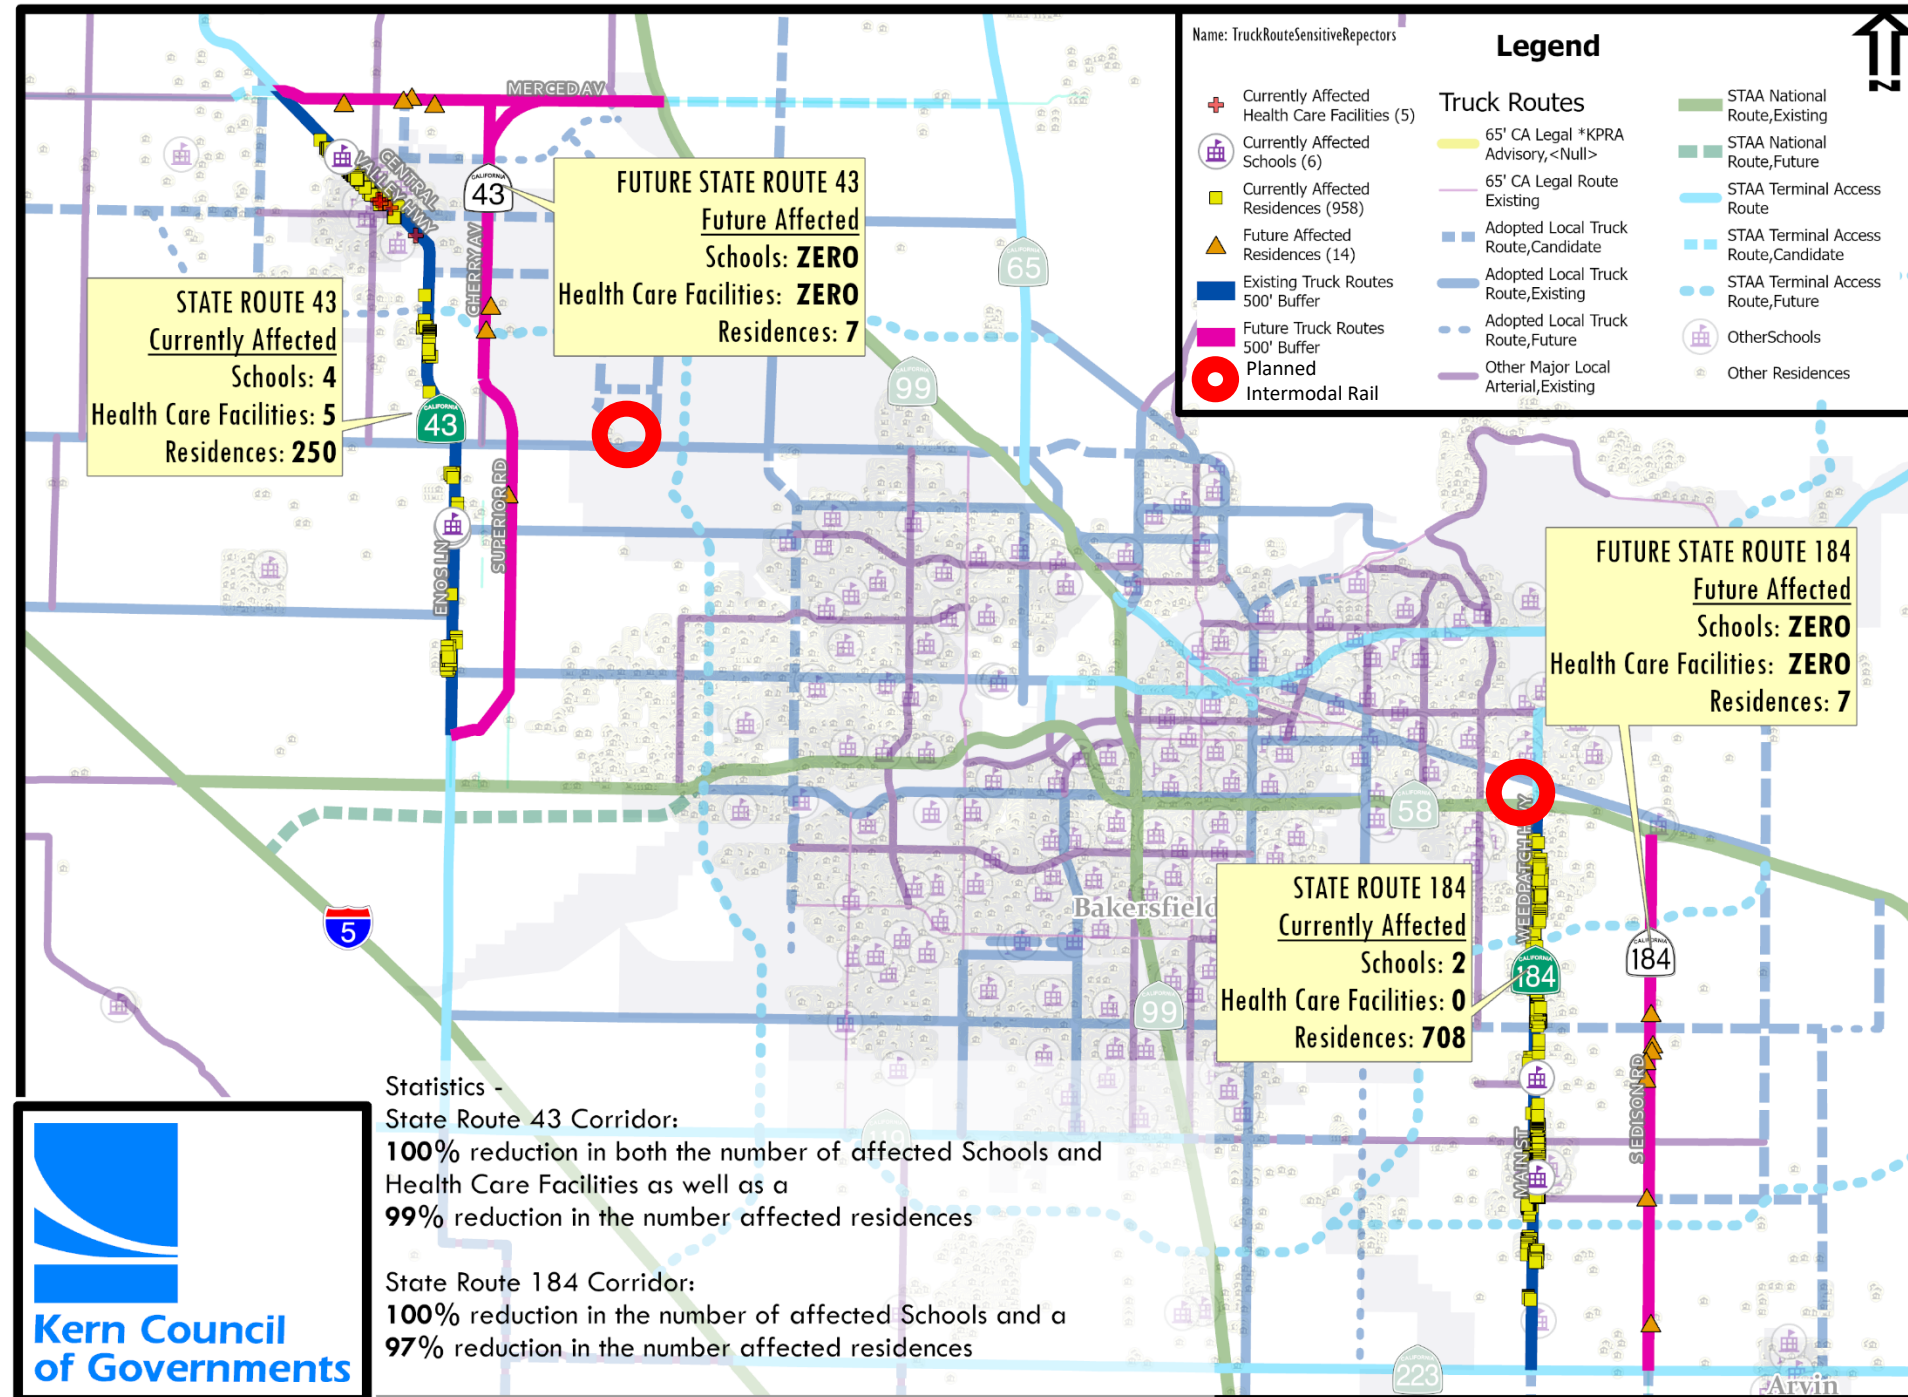 Name: TruckRouteSensitiveRepectors
Legend
N
Currently Affected
Health Care Facilities (5)
Currently Affected
Schools (6)
Currently Affected
Residences (958)
Future Affected
Residences (14)
Existing Truck Routes
500' Buffer
Future Truck Routes
500' Buffer
Planned
Intermodal Rail
Truck Routes
65' CA Legal *KPRA
Advisory,<Null>
65' CA Legal Route
Existing
Adopted Local Truck
Route,Candidate
Adopted Local Truck
Route,Existing
Adopted Local Truck
Route,Future
Other Major Local
Arterial,Existing
STAA National
Route,Existing
STAA National
Route,Future
STAA Terminal Access
Route
STAA Terminal Access
Route,Candidate
STAA Terminal Access
Route,Future
OtherSchools
Other Residences
MERCED AV
CENTRAL
VALLEY HWY
CHERRY AV
CALIFORNIA
43
FUTURE STATE ROUTE 43
Future Affected
Schools: ZERO
Health Care Facilities: ZERO
Residences: 7
65
STATE ROUTE 43
Currently Affected
Schools: 4
Health Care Facilities: 5
Residences: 250
CALIFORNIA
43
99
SUPERIOR RD
ENOS LN
FUTURE STATE ROUTE 184
Future Affected
Schools: ZERO
Health Care Facilities: ZERO
Residences: 7
58
WEEDPATCH HWY
STATE ROUTE 184
Currently Affected
Schools: 2
Health Care Facilities: 0
Residences: 708
Bakersfield
5
CALIFORNIA
184
CALIFORNIA
184
99
S EDISON RD
MAIN ST
119
Statistics -
State Route 43 Corridor:
100% reduction in both the number of affected Schools and
Health Care Facilities as well as a
99% reduction in the number affected residences
State Route 184 Corridor:
100% reduction in the number of affected Schools and a
97% reduction in the number affected residences
223
Arvin
Kern Council
of Governments